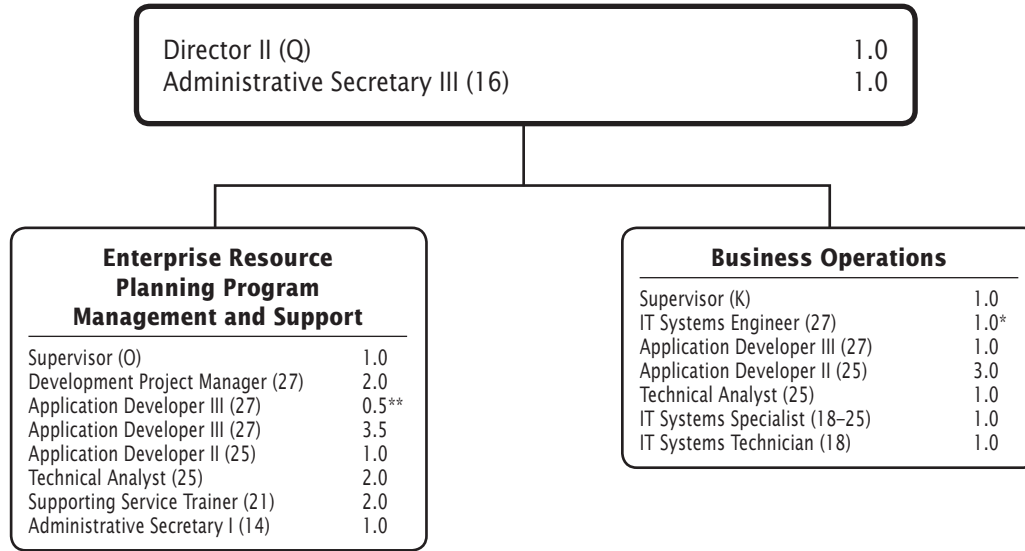 Director II (Q) 1.0
Administrative Secretary III (16) 1.0
Enterprise Resource
Planning Program
Management and Support
Supervisor (O) 1.0
Development Project Manager (27) 2.0
Application Developer III (27) 0.5**
Application Developer III (27) 3.5
Application Developer II (25) 1.0
Technical Analyst (25) 2.0
Supporting Service Trainer (21) 2.0
Administrative Secretary I (14) 1.0
Business Operations
Supervisor (K) 1.0
IT Systems Engineer (27) 1.0*
Application Developer III (27) 1.0
Application Developer II (25) 3.0
Technical Analyst (25) 1.0
IT Systems Specialist (18–25) 1.0
IT Systems Technician (18) 1.0